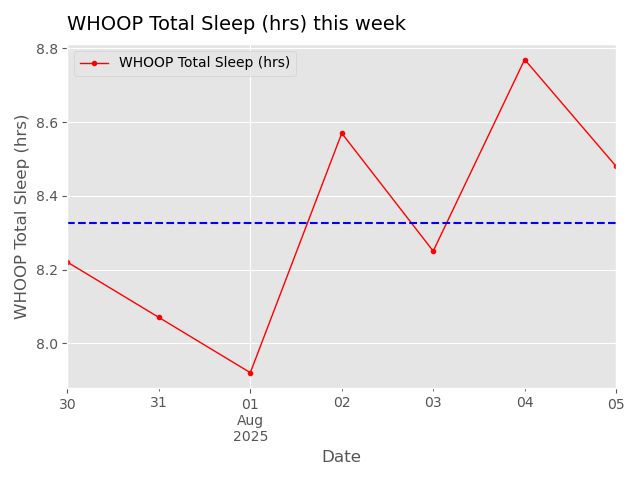 WHOOP Total Sleep (hrs) this week
WHOOP Total Sleep (hrs)
WHOOP Total Sleep (hrs)
8.8
8.6
8.4
8.2
8.0
30
31
01
02
03
04
05
Aug
2025
Date